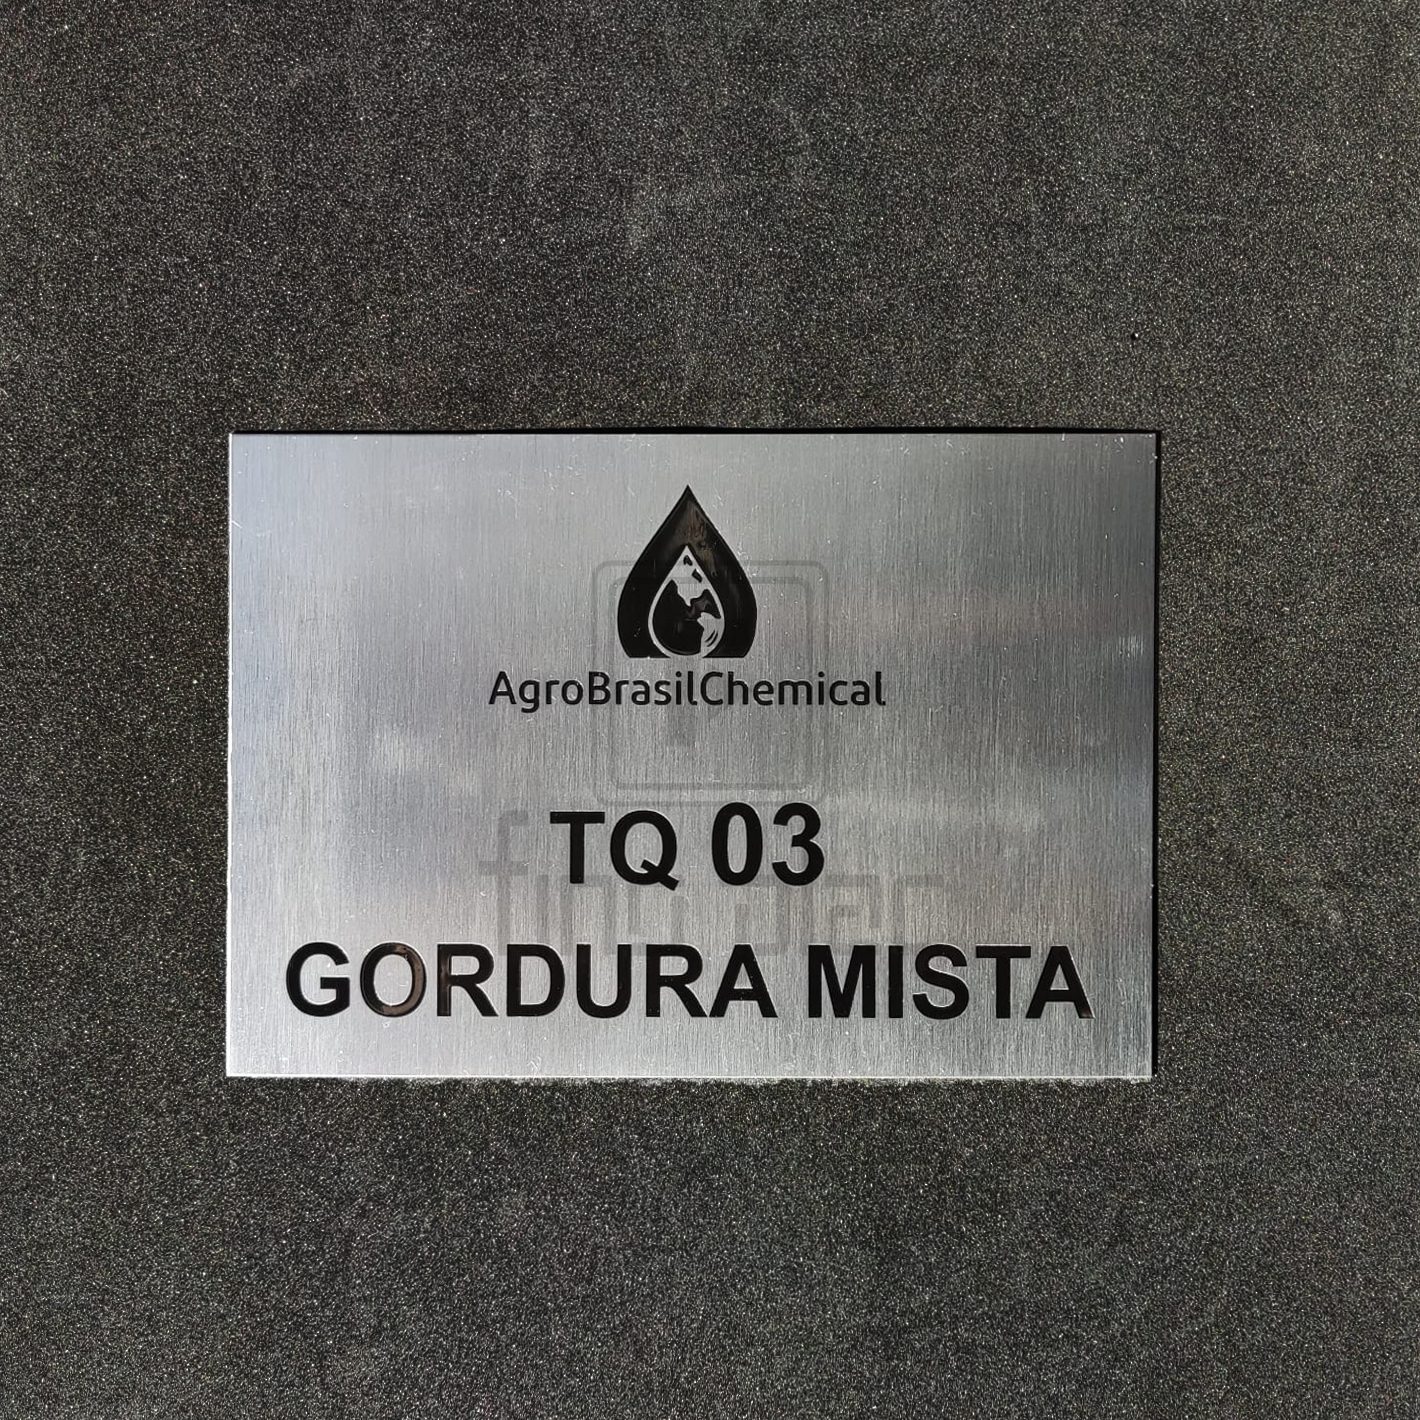 AgroBrasilChemical
TQ 03
GORDURA MISTA